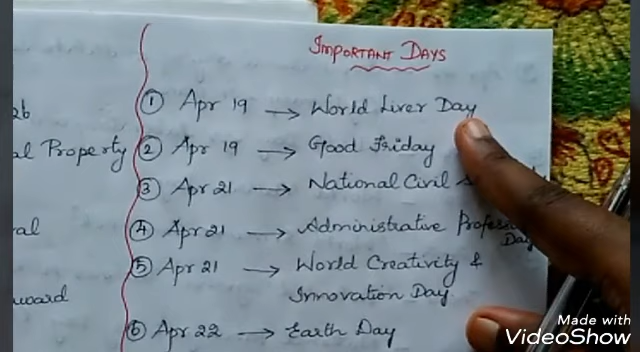 IMPORTANT DAYS
① Apr 19 → World Liver Day
② Apr 19 → Good Friday
al Property
③ Apr 21 → National Civil
④ Apr 21 → Administrative
Day
⑤ Apr 21 → World Creativity &
Innovation Day
⑥ Apr 22 → Earth Day
Made with
VideoShow